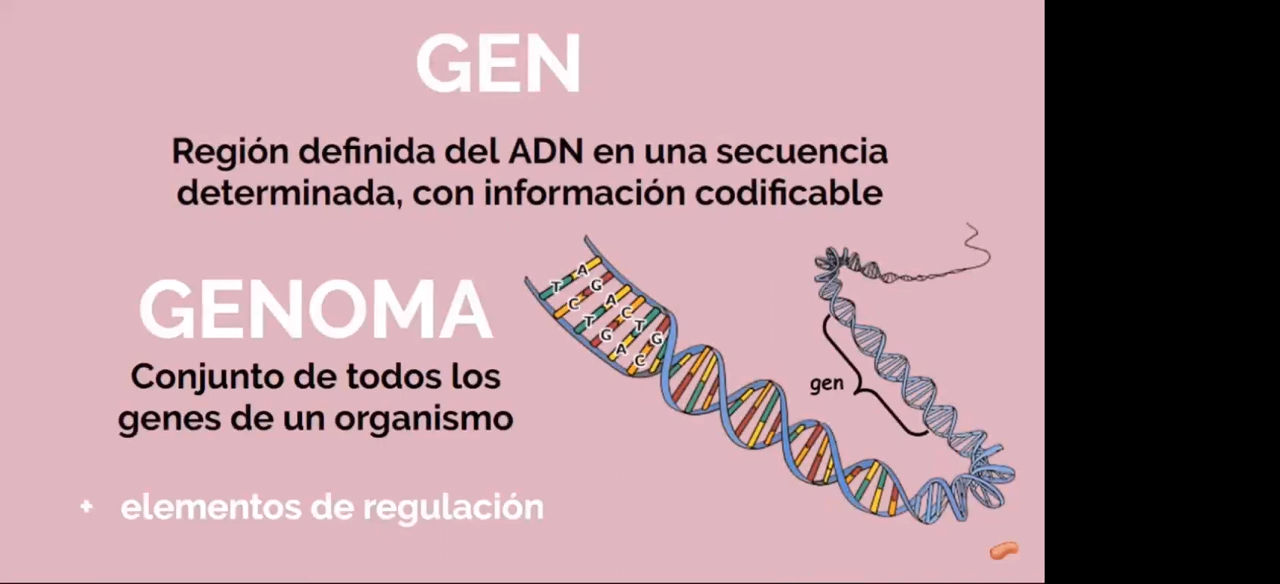 GEN
Región definida del ADN en una secuencia
determinada, con información codificable
GENOMA
Conjunto de todos los
genes de un organismo
+ elementos de regulación
A G A C T G
T C T G A C
gen